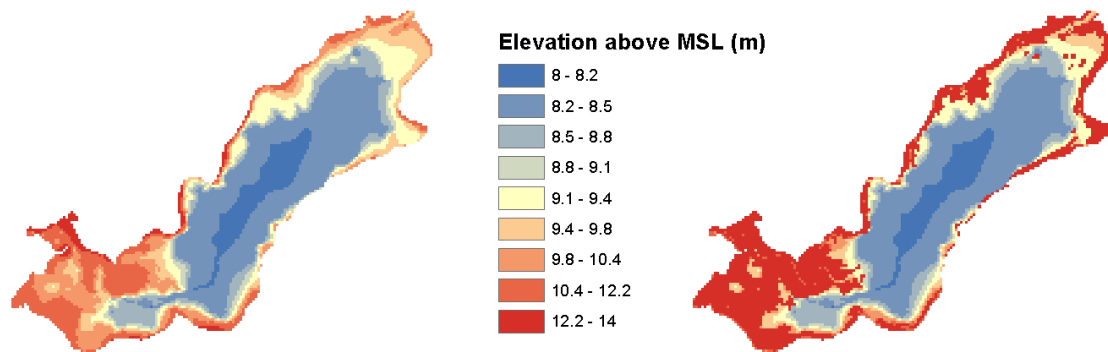 Elevation above MSL (m)
8 - 8.2
8.2 - 8.5
8.5 - 8.8
8.8 - 9.1
9.1 - 9.4
9.4 - 9.8
9.8 - 10.4
10.4 - 12.2
12.2 - 14